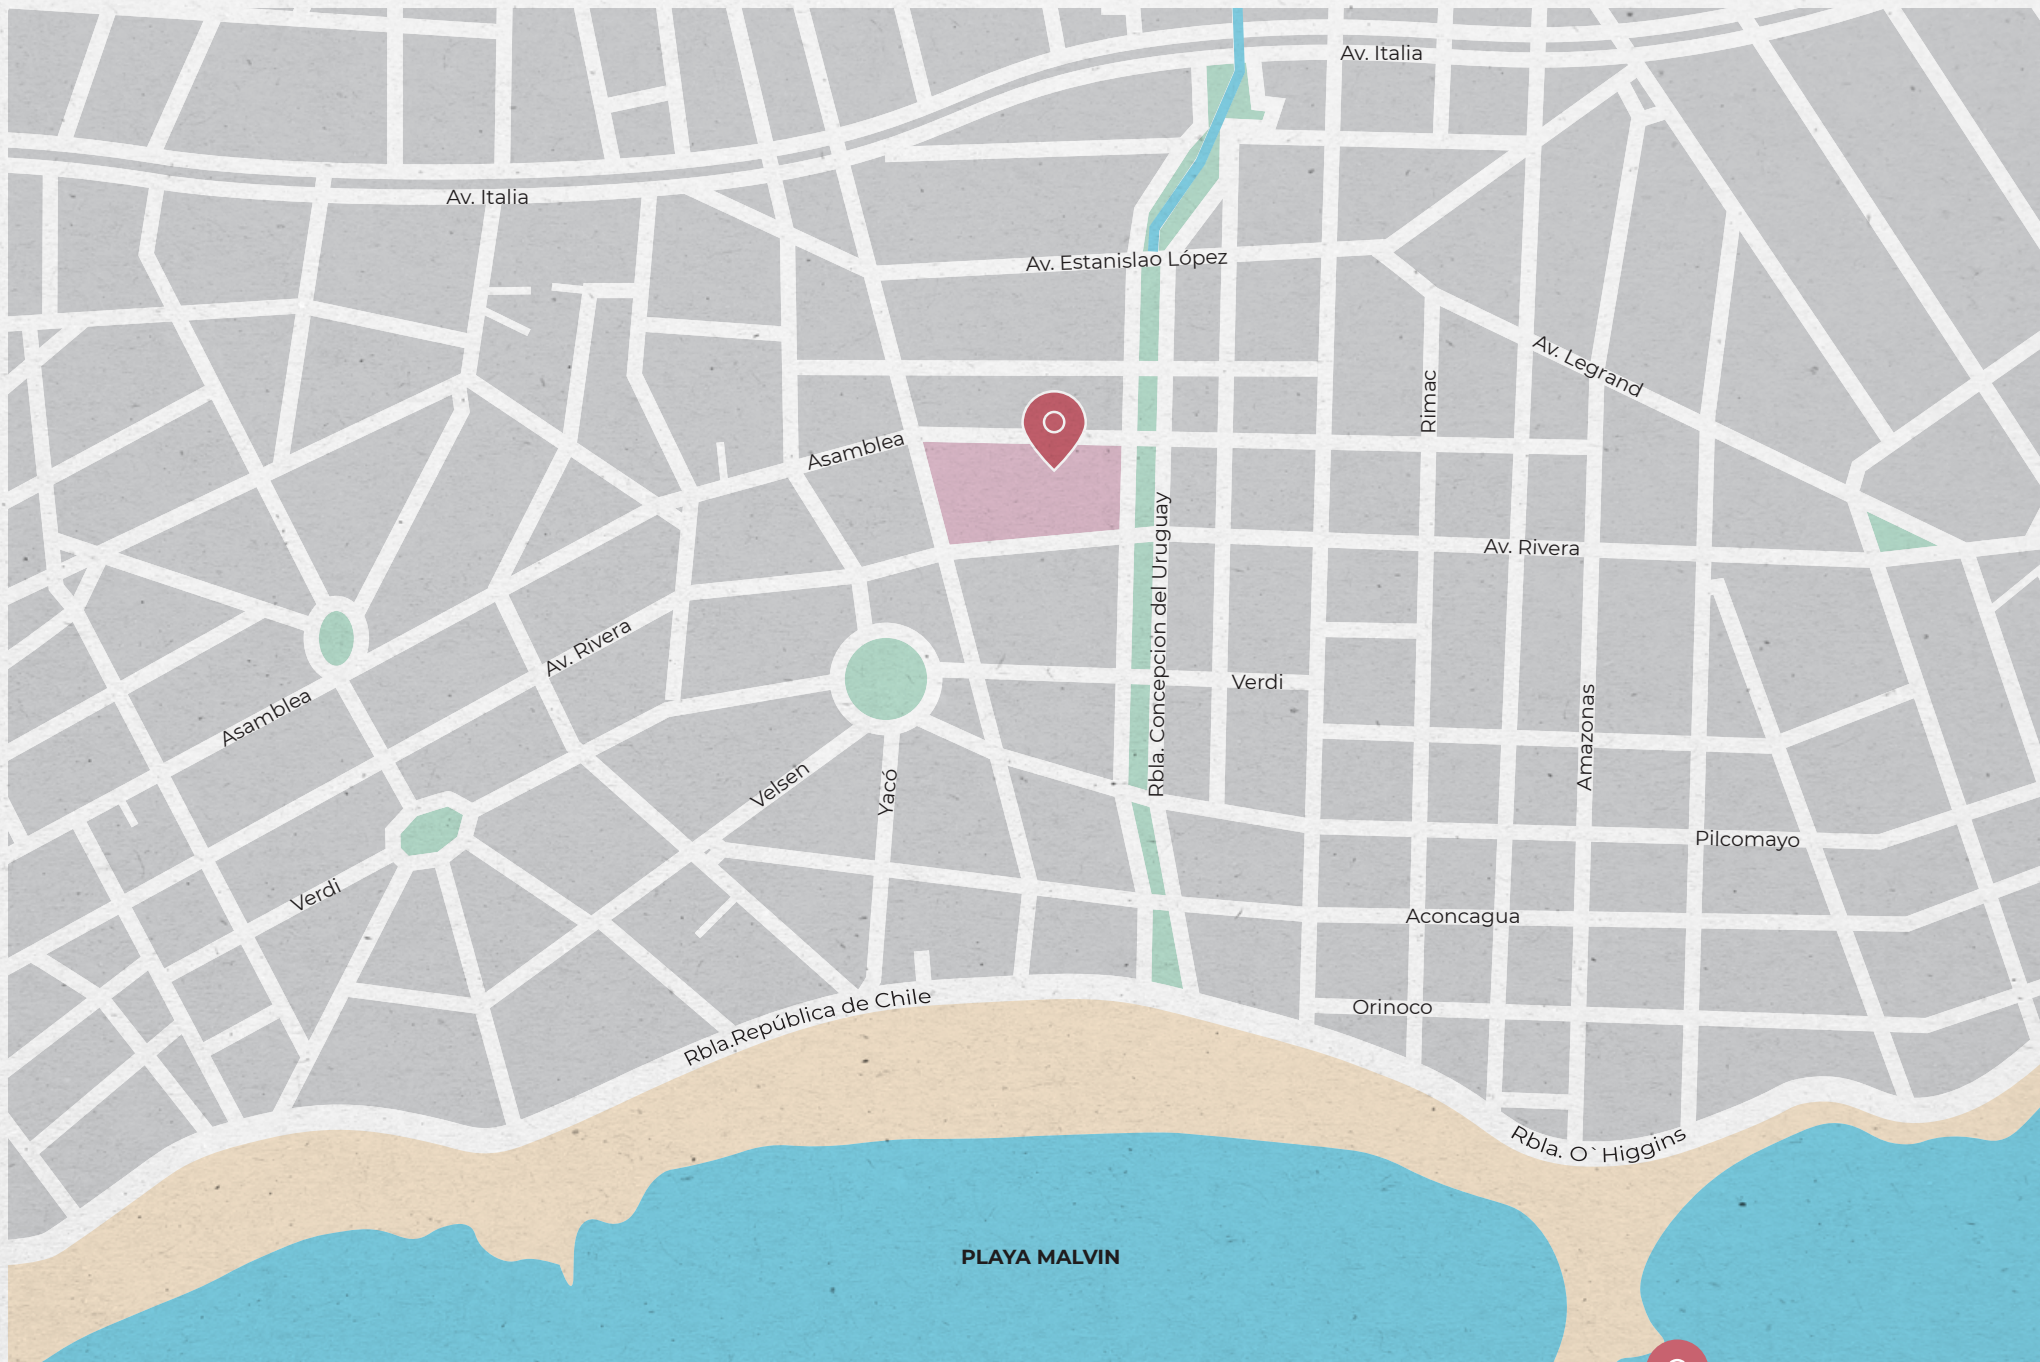 Av. Italia
Av. Italia
Av. Estanislao López
Av. Legrand
Rimac
Asamblea
Rbla. Concepcion del Uruguay
Av. Rivera
Av. Rivera
Verdi
Asamblea
Amazonas
Velsen
Yacó
Pilcomayo
Verdi
Aconcagua
Rbla.República de Chile
Orinoco
Rbla. O`Higgins
PLAYA MALVIN